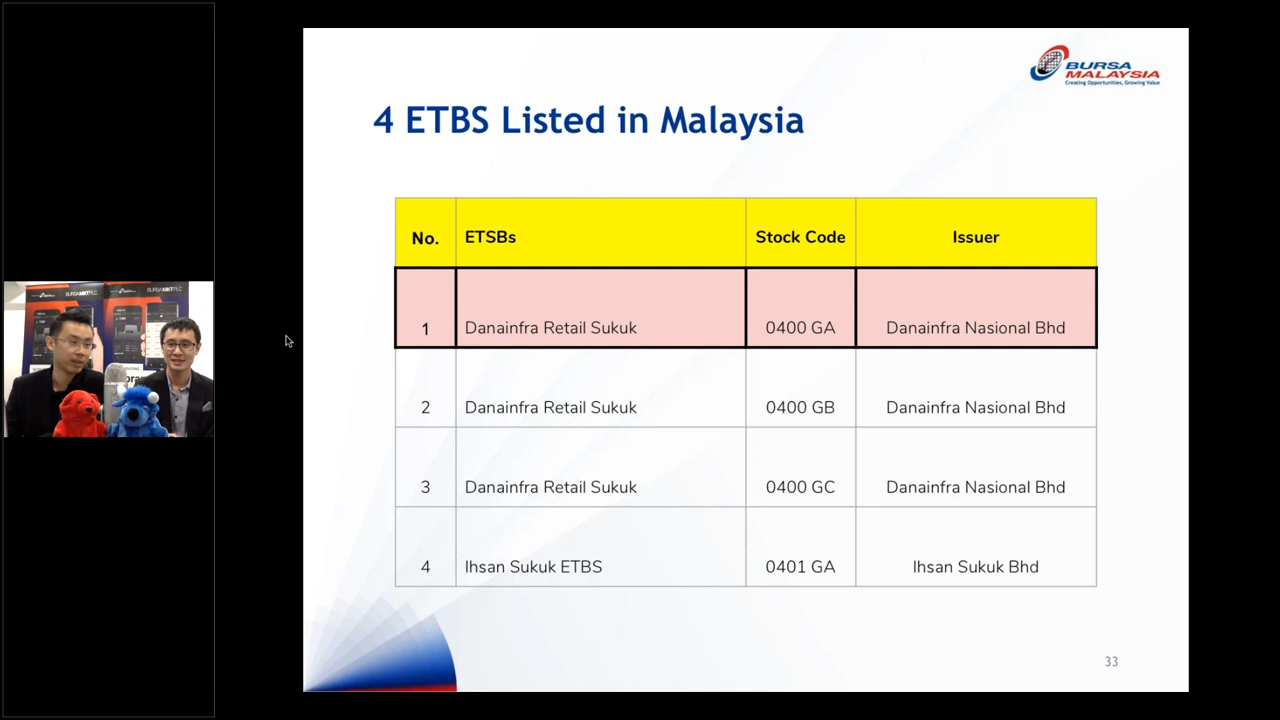 BURSA
MALAYSIA
Creating Opportunities, Growing Value
4 ETBS Listed in Malaysia
No. ETSBs Stock Code Issuer
1 Danainfra Retail Sukuk 0400 GA Danainfra Nasional Bhd
2 Danainfra Retail Sukuk 0400 GB Danainfra Nasional Bhd
3 Danainfra Retail Sukuk 0400 GC Danainfra Nasional Bhd
4 Ihsan Sukuk ETBS 0401 GA Ihsan Sukuk Bhd
33
BURSAMKTPLC BURSAMKTPLC